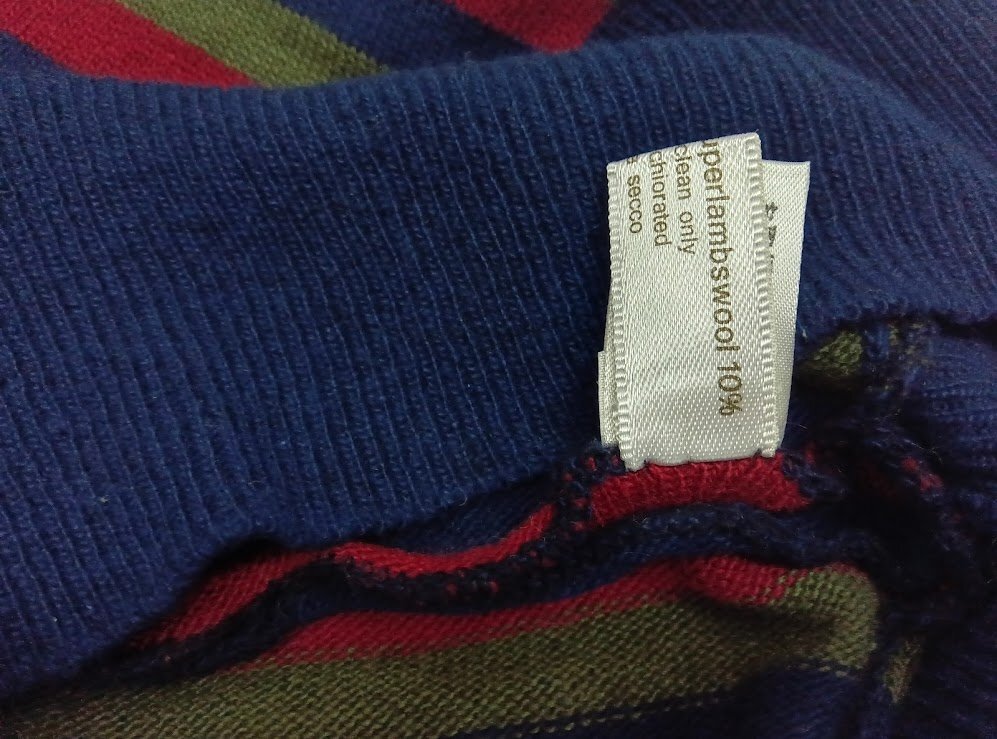 uperlambswool 10%
clean only
chlorated
secco